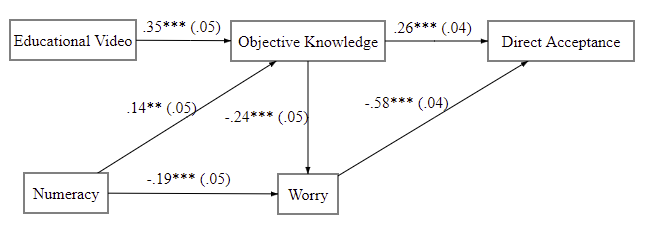 .35*** (.05)
.26*** (.04)
Educational Video
Objective Knowledge
Direct Acceptance
.14** (.05)
-.24*** (.05)
-.58*** (.04)
-.19*** (.05)
Numeracy
Worry